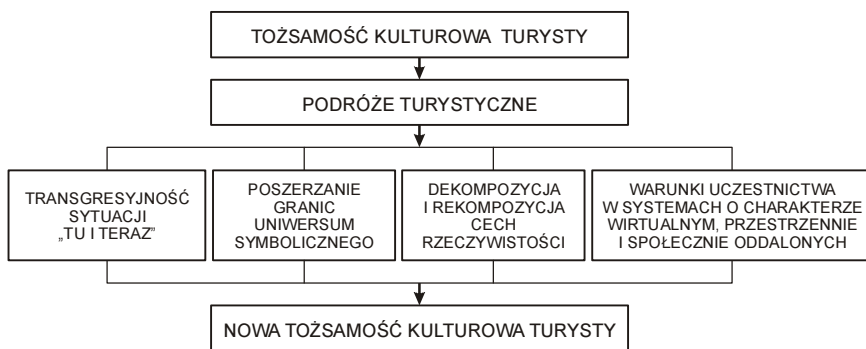 TOŻSAMOŚĆ KULTUROWA TURYSTY
PODRÓŻE TURYSTYCZNE
TRANSGRESYJNOŚĆ
SYTUACJI
„TU I TERAZ”
POSZERZANIE
GRANIC
UNIWERSUM
SYMBOLICZNEGO
DEKOMPOZYCJA
I REKOMPOZYCJA
CECH
RZECZYWISTOŚCI
WARUNKI UCZESTNICTWA
W SYSTEMACH O CHARAKTERZE
WIRTUALNYM, PRZESTRZENNIE
I SPOŁECZNIE ODDALONYCH
NOWA TOŻSAMOŚĆ KULTUROWA TURYSTY